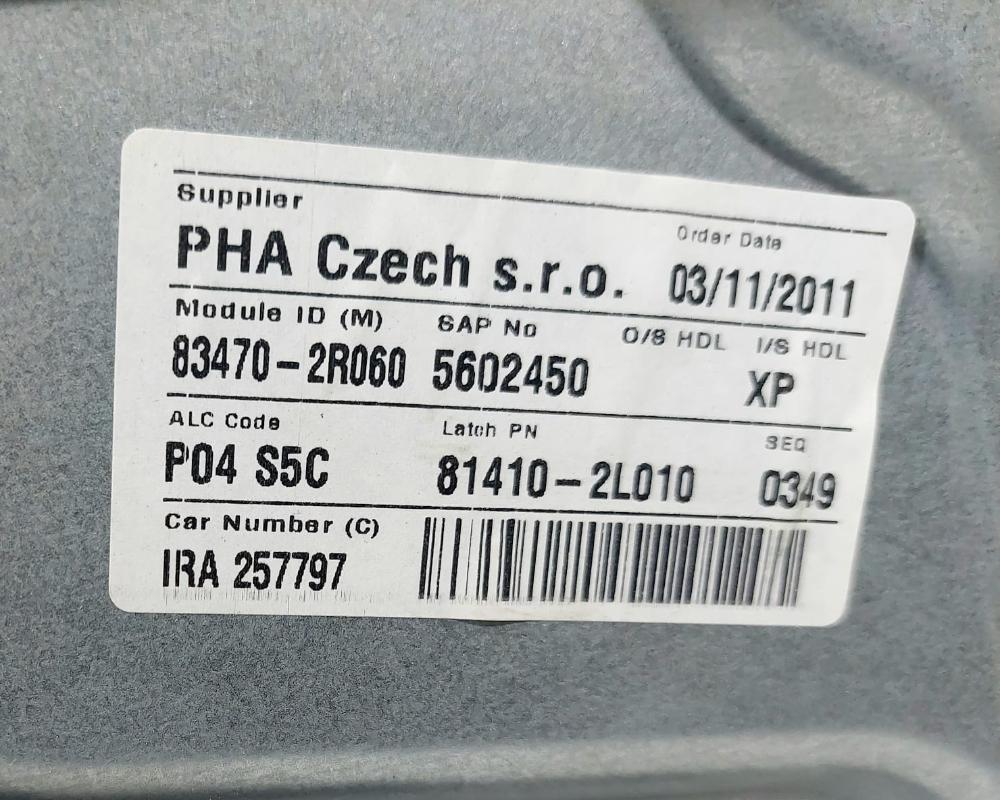 Supplier
Order Date
PHA Czech s.r.o. 03/11/2011
Module ID (M) SAP No O/S HDL I/S HDL
83470-2R060 5602450 XP
ALC Code Latch PN SEQ
P04 S5C 81410-2L010 0349
Car Number (C)
IRA 257797